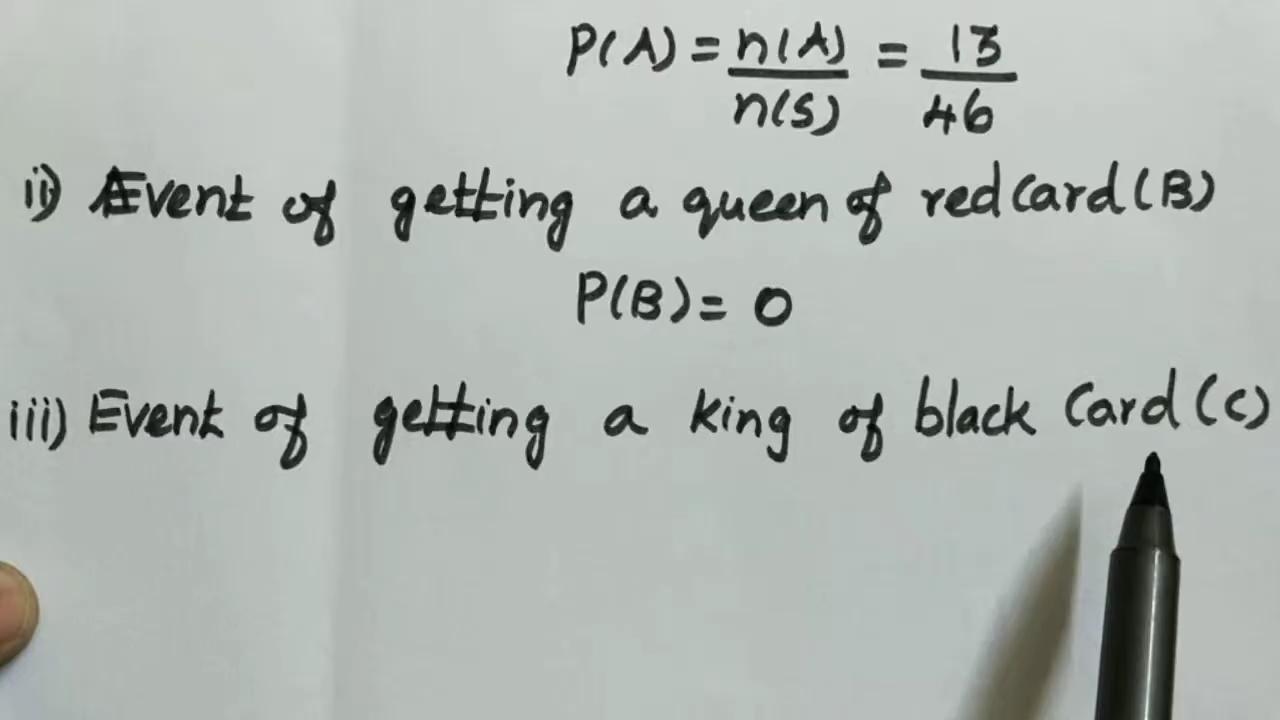 P(A) = n(A)/n(S) = 13/46
ii) Event of getting a queen of red card (B)
P(B) = 0
iii) Event of getting a king of black Card (C)